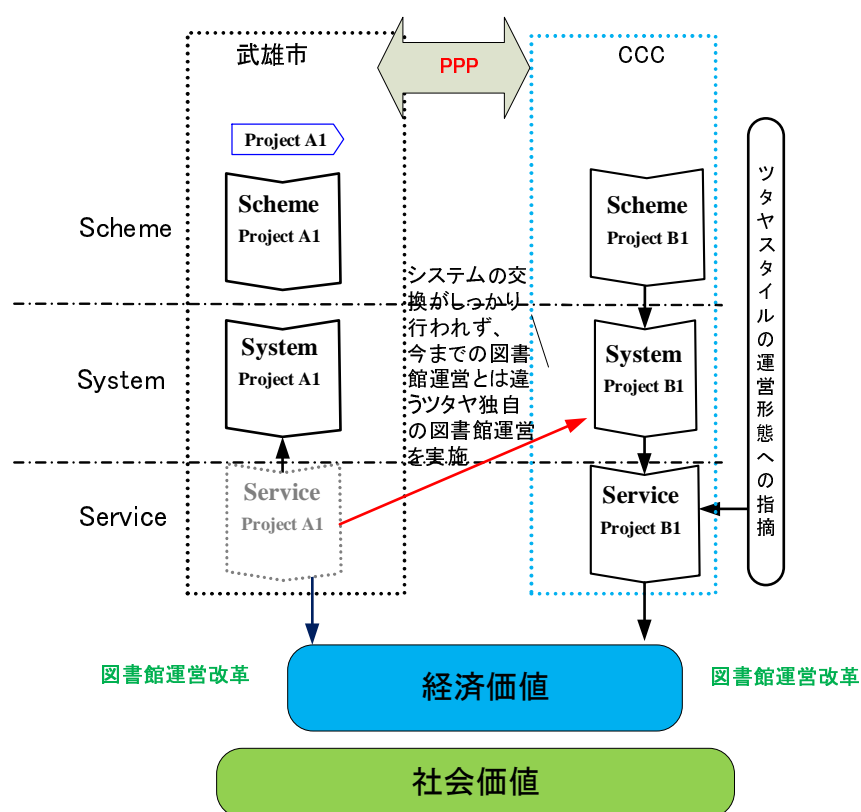 武雄市
PPP
CCC
Project A1
Scheme
Scheme
Project A1
Scheme
Project B1
システムの交
換がしっかり
行われず、
今までの図書
館運営とは違
うツタヤ独自
の図書館運営
を実施
System
System
Project A1
System
Project B1
Service
Service
Project A1
Service
Project B1
ツタヤスタイルの運営形態への指摘
図書館運営改革
経済価値
図書館運営改革
社会価値